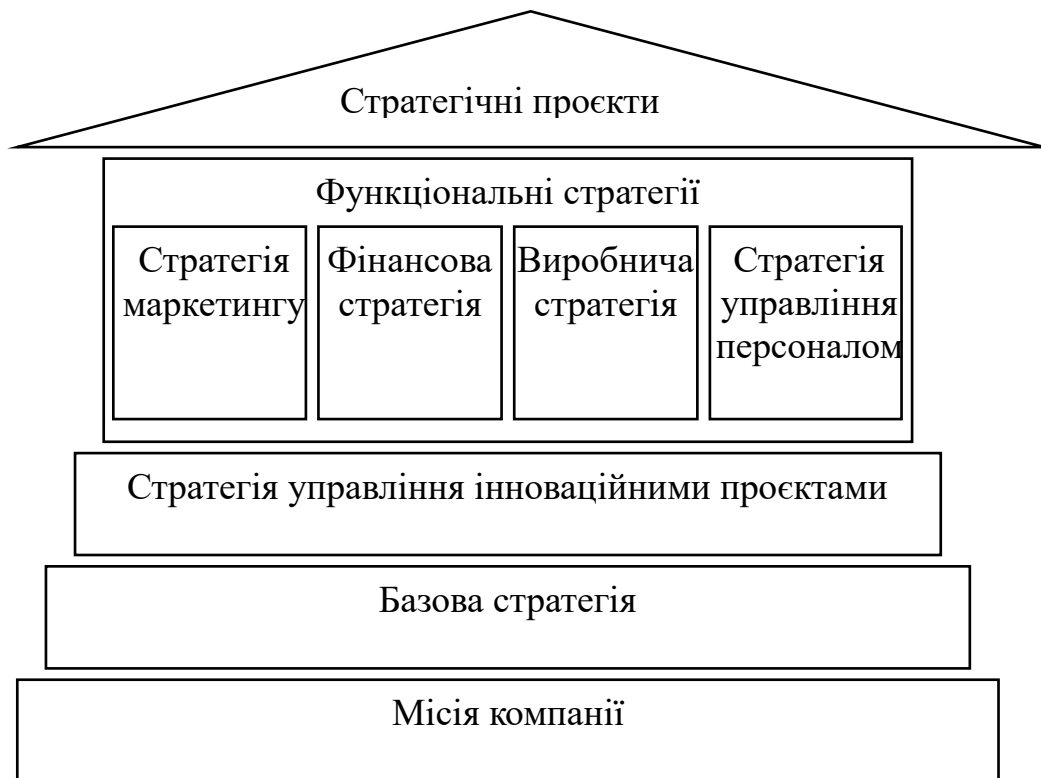 Стратегічні проєкти
Функціональні стратегії
Стратегія
маркетингу
Фінансова
стратегія
Виробнича
стратегія
Стратегія
управління
персоналом
Стратегія управління інноваційними проєктами
Базова стратегія
Місія компанії